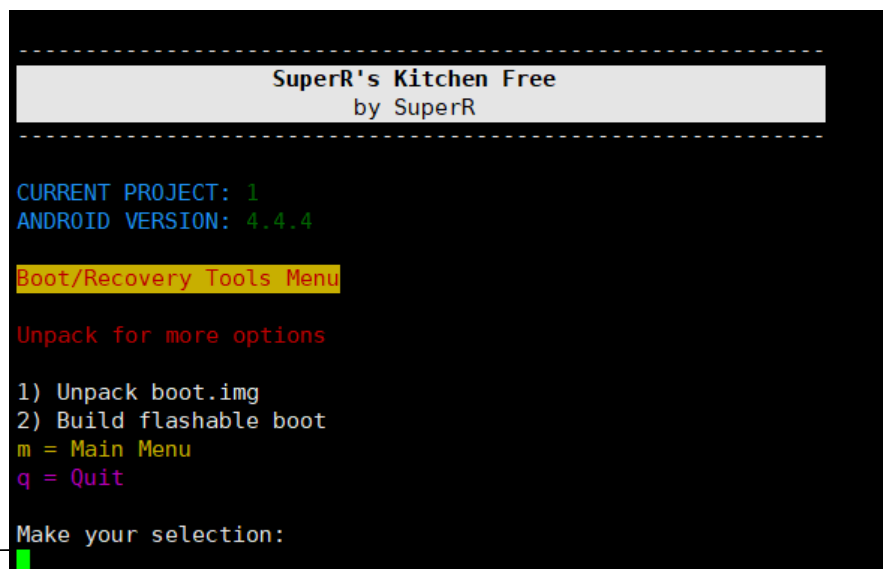 SuperR's Kitchen Free
by SuperR
CURRENT PROJECT: 1
ANDROID VERSION: 4.4.4
Boot/Recovery Tools Menu
Unpack for more options
1) Unpack boot.img
2) Build flashable boot
m = Main Menu
q = Quit
Make your selection: